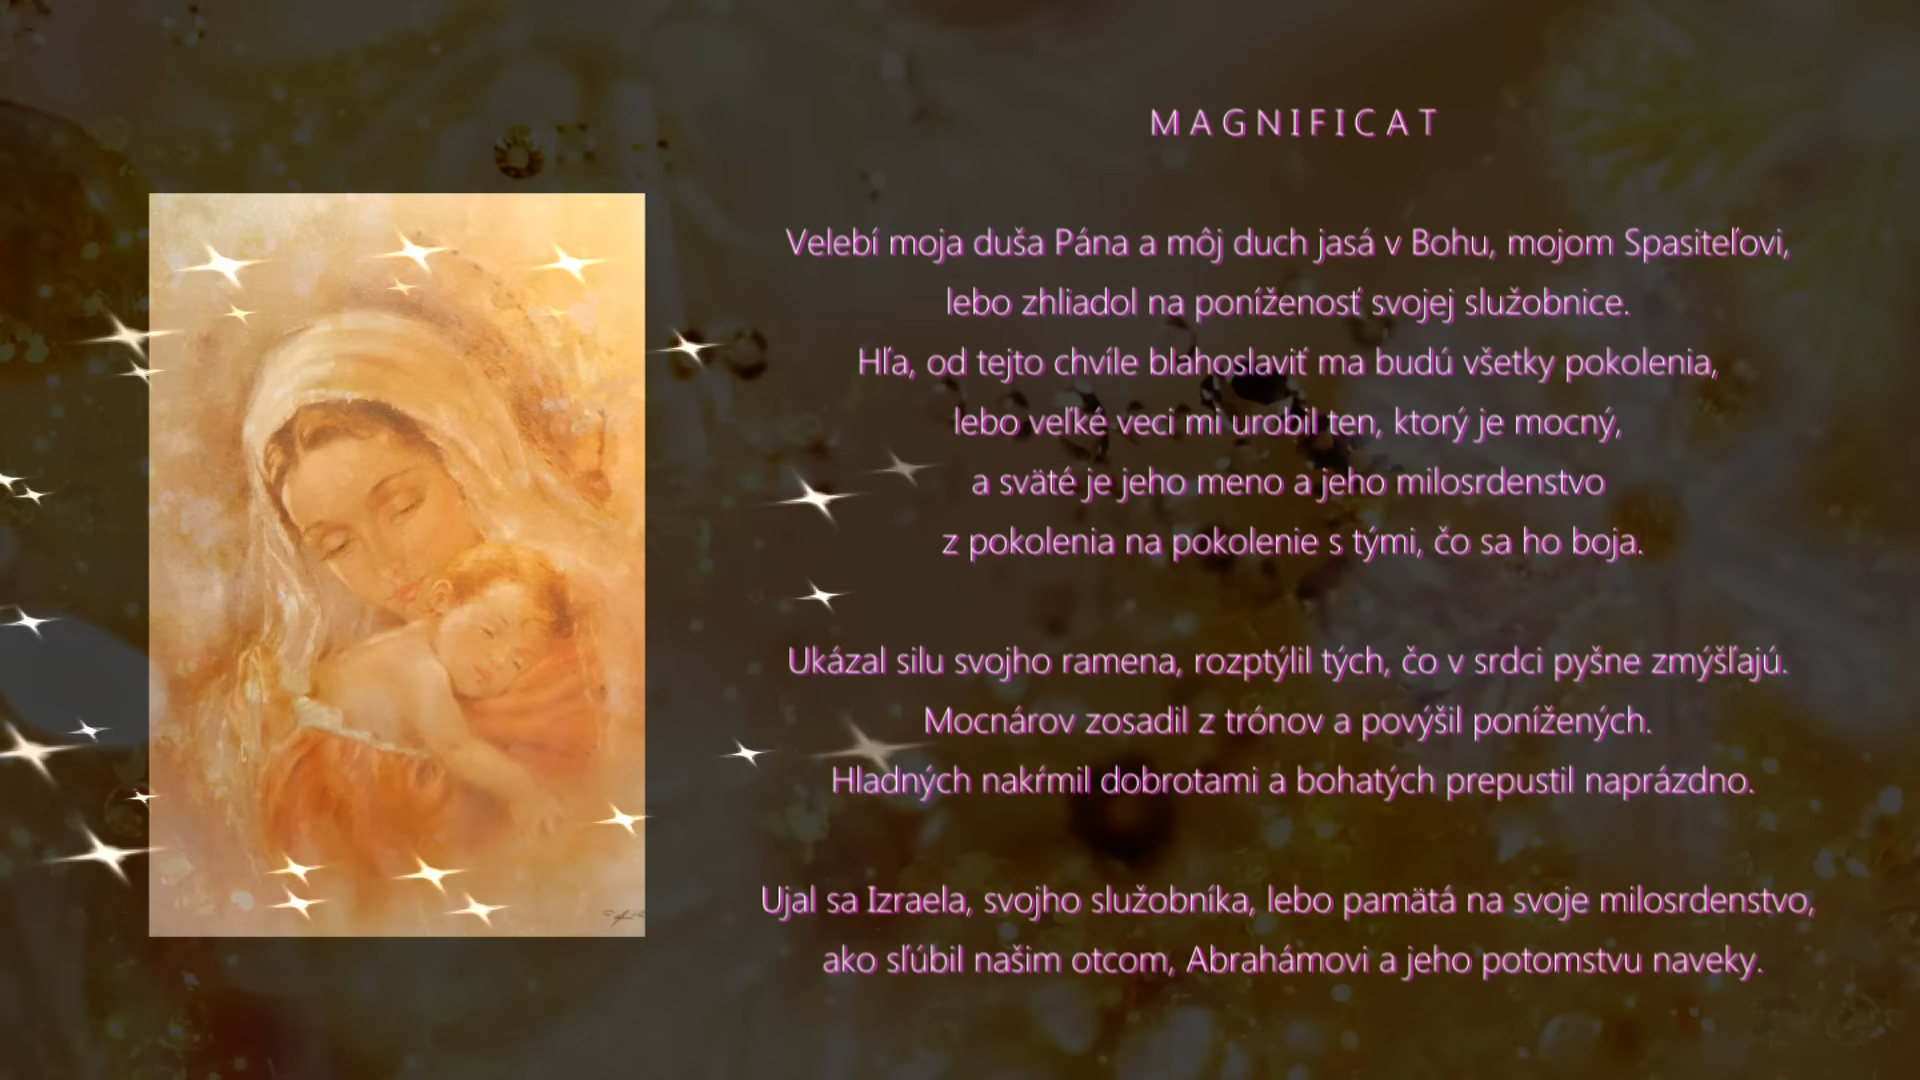 MAGNIFICAT
Velebí moja duša Pána a môj duch jasá v Bohu, mojom Spasiteľovi,
lebo zhliadol na poníženosť svojej služobnice.
Hľa, od tejto chvíle blahoslaviť ma budú všetky pokolenia,
lebo veľké veci mi urobil ten, ktorý je mocný,
a sväté je jeho meno a jeho milosrdenstvo
z pokolenia na pokolenie s tými, čo sa ho boja.
Ukázal silu svojho ramena, rozptýlil tých, čo v srdci pyšne zmýšľajú.
Mocnárov zosadil z trónov a povýšil ponížených.
Hladných nakŕmil dobrotami a bohatých prepustil naprázdno.
Ujal sa Izraela, svojho služobníka, lebo pamätá na svoje milosrdenstvo,
ako sľúbil našim otcom, Abrahámovi a jeho potomstvu naveky.